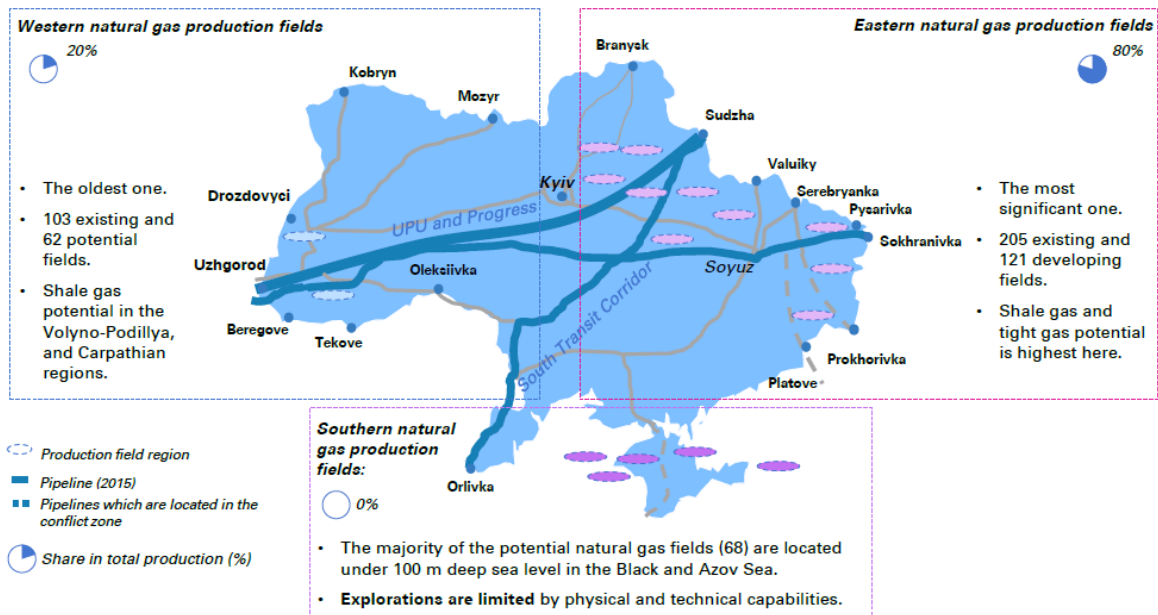 Western natural gas production fields
20%
Eastern natural gas production fields
80%
Branysk
Kobryn
Mozyr
Sudzha
Valuiky
Serebryanka
Pysarivka
Sokhranivka
Kyiv
Drozdovyci
UPU and Progress
Uzhgorod
Oleksiivka
Soyuz
Beregove
Tekove
South Transit Corridor
Prokhorivka
Platove
Orlivka
• The oldest one.
• 103 existing and
62 potential
fields.
• Shale gas
potential in the
Volyno-Podillya,
and Carpathian
regions.
• The most
significant one.
• 205 existing and
121 developing
fields.
• Shale gas and
tight gas potential
is highest here.
Southern natural
gas production
fields:
0%
• The majority of the potential natural gas fields (68) are located
under 100 m deep sea level in the Black and Azov Sea.
• Explorations are limited by physical and technical capabilities.
Production field region
Pipeline (2015)
Pipelines which are located in the
conflict zone
Share in total production (%)